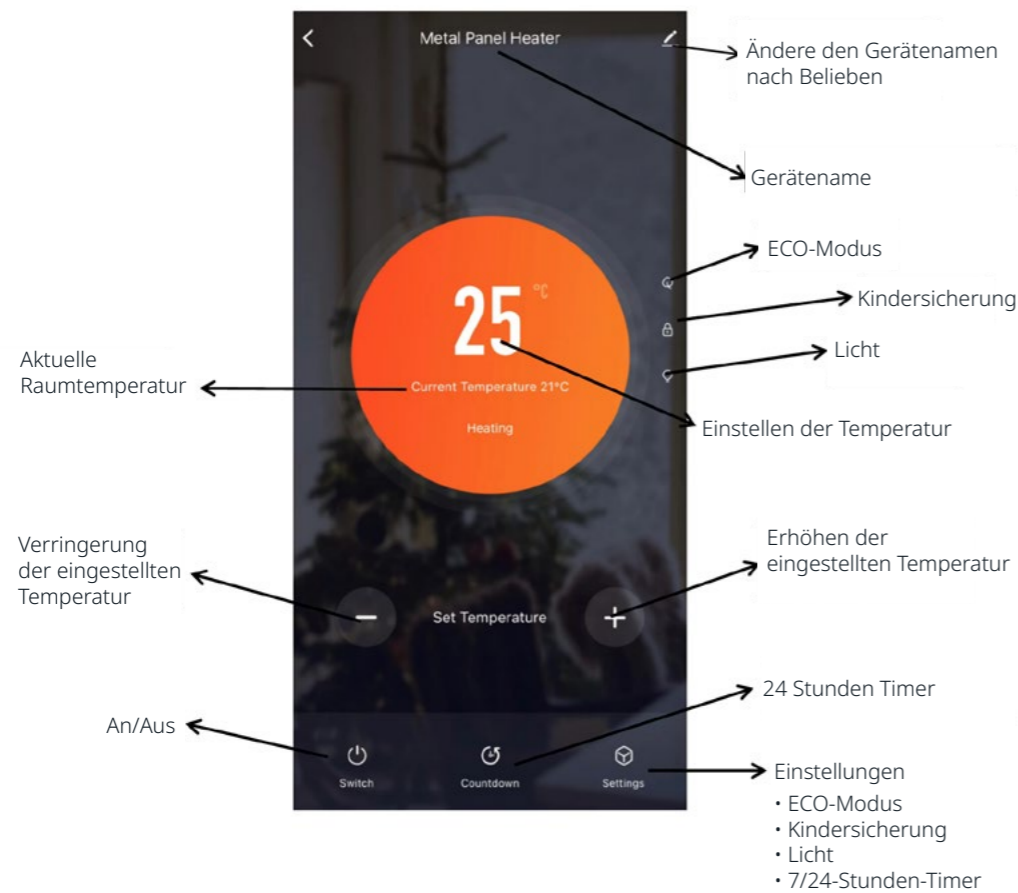 Metal Panel Heater
Ändere den Gerätenamen
nach Belieben
Gerätename
ECO-Modus
Kindersicherung
Licht
25 °C
Aktuelle
Raumtemperatur
Current Temperature 21°C
Heating
Einstellen der Temperatur
Verringerung
der eingestellten
Temperatur
Erhöhen der
eingestellten Temperatur
Set Temperature
24 Stunden Timer
An/Aus
Switch
Countdown
Settings
Einstellungen
• ECO-Modus
• Kindersicherung
• Licht
• 7/24-Stunden-Timer